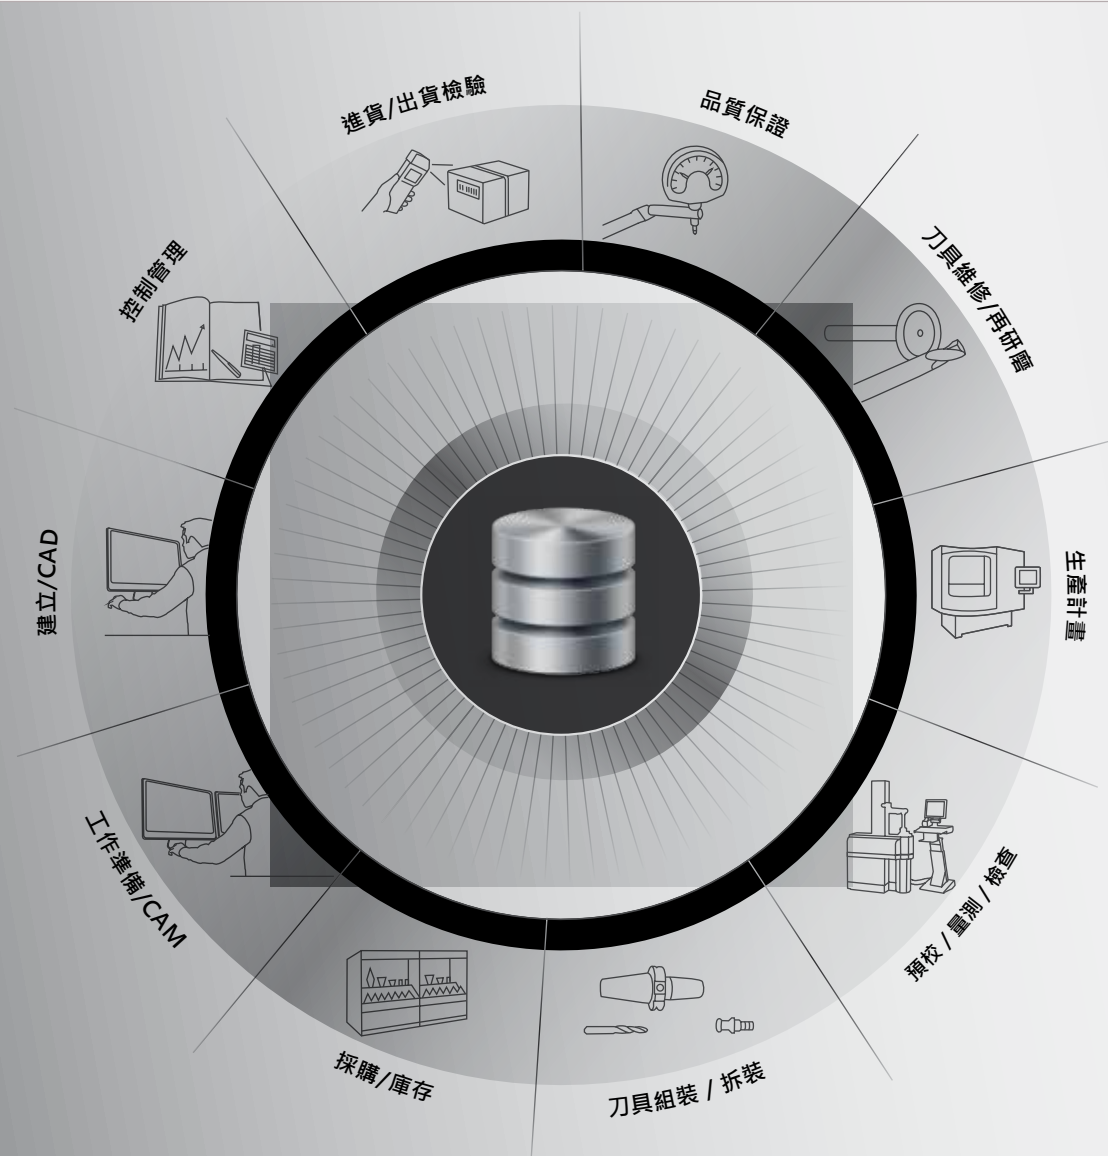 進貨/出貨檢驗
品質保證
刀具維修/再研磨
生產計畫
預校 / 量測 / 檢查
刀具組裝 / 拆裝
採購/庫存
工作準備/CAM
建立/CAD
控制管理